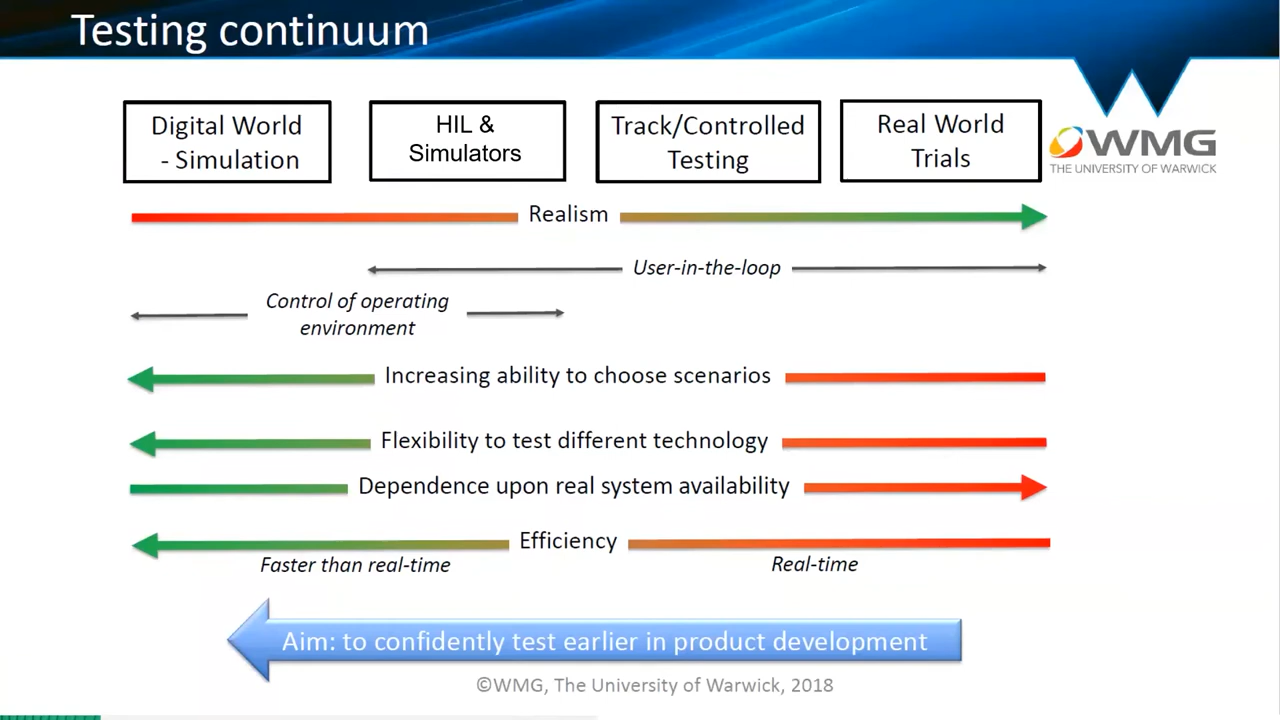 Testing continuum
Digital World
- Simulation
HIL &
Simulators
Track/Controlled
Testing
Real World
Trials
WMG
THE UNIVERSITY OF WARWICK
Realism
User-in-the-loop
Control of operating
environment
Increasing ability to choose scenarios
Flexibility to test different technology
Dependence upon real system availability
Efficiency
Faster than real-time
Real-time
Aim: to confidently test earlier in product development
©WMG, The University of Warwick, 2018